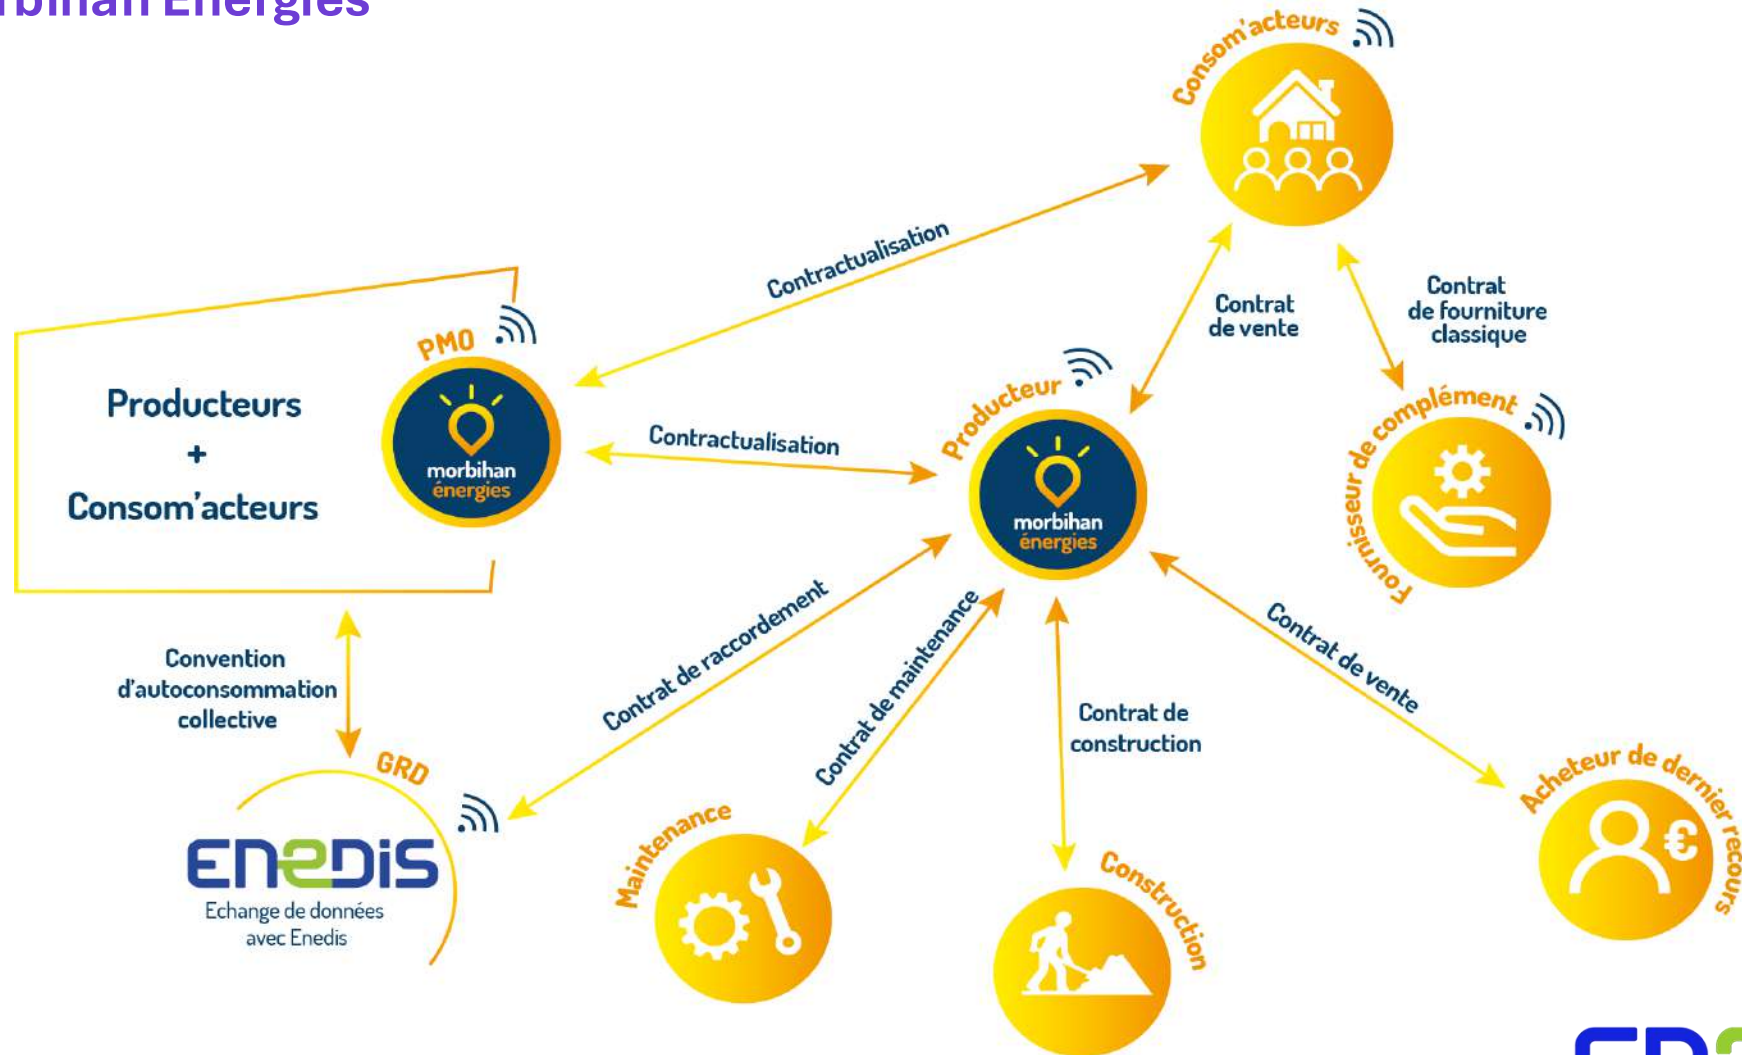 rbihan Energies
Consom'acteurs
Contractualisation
Contrat
de vente
Contrat
de fourniture
classique
PMO
morbihan
énergies
Producteurs
+
Consom'acteurs
Contractualisation
Producteur
morbihan
énergies
Fournisseur de complément
Convention
d'autoconsommation
collective
Contrat de raccordement
Contrat de maintenance
Contrat de
construction
Contrat de vente
GRD
ENEDIS
Echange de données
avec Enedis
Maintenance
Construction
Acheteur de dernier recours
€